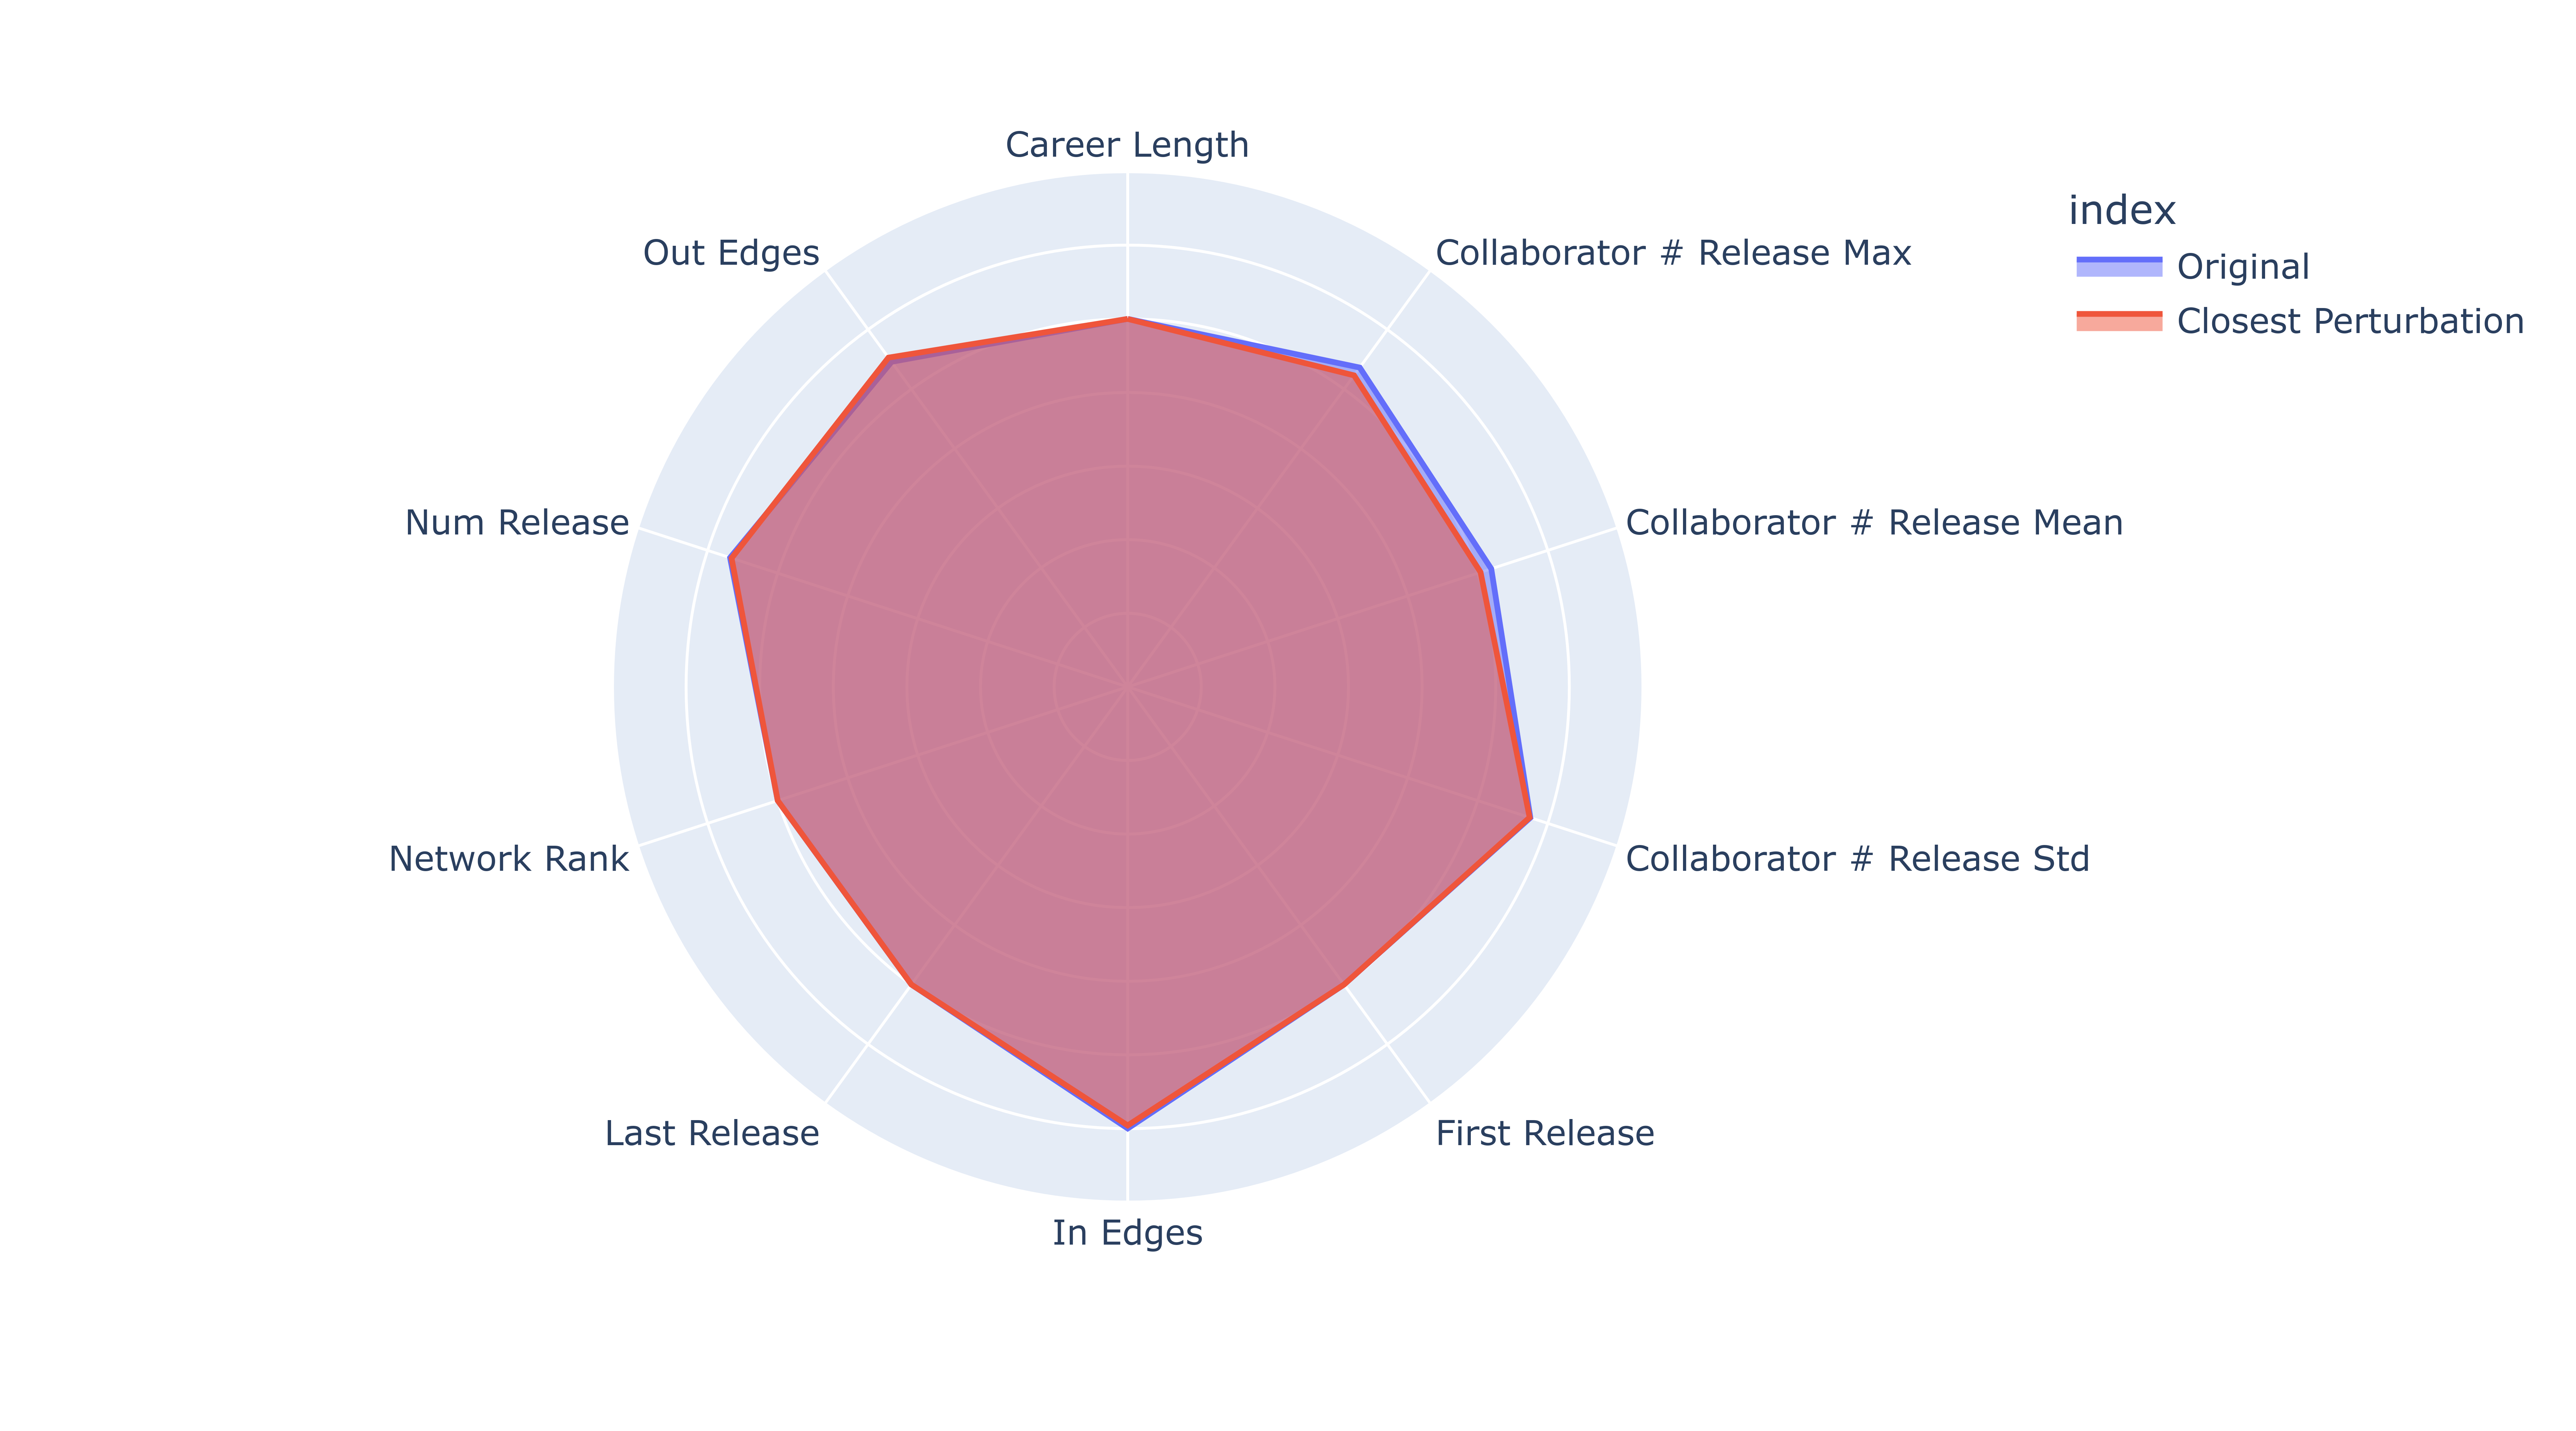 Career Length
Out Edges
Collaborator # Release Max
index
Original
Closest Perturbation
Num Release
Collaborator # Release Mean
Network Rank
Collaborator # Release Std
Last Release
First Release
In Edges